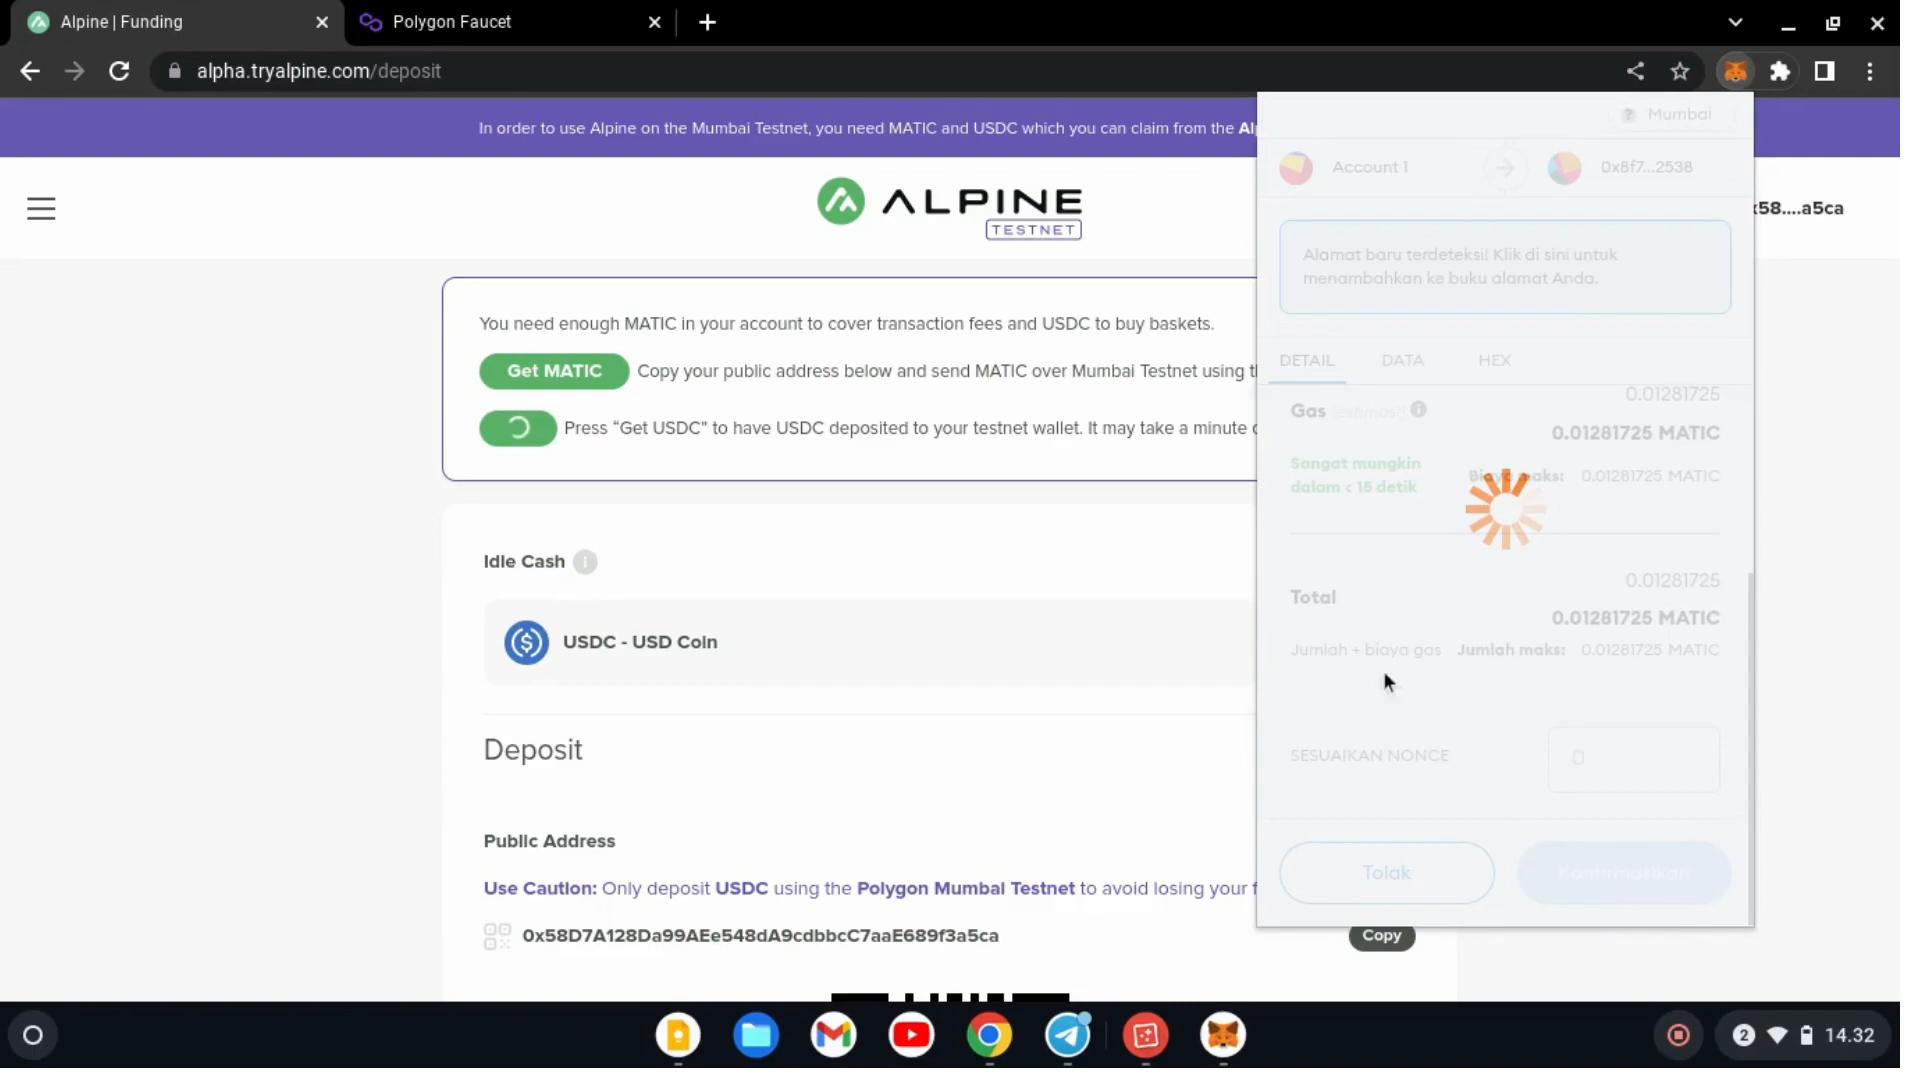 Alpine | Funding
Polygon Faucet
alpha.tryalpine.com/deposit
In order to use Alpine on the Mumbai Testnet, you need MATIC and USDC which you can claim from the
Mumbai
Account 1
0x8f7...2538
ALPINE
TESTNET
58....a5ca
Alamat baru terdeteksi! Klik di sini untuk
menambahkan ke buku alamat Anda.
You need enough MATIC in your account to cover transaction fees and USDC to buy baskets.
Get MATIC
Copy your public address below and send MATIC over Mumbai Testnet using
Press “Get USDC” to have USDC deposited to your testnet wallet. It may take a minute
DETAIL
DATA
HEX
0.01281725
Gas (estimasi)
0.01281725 MATIC
Sangat mungkin
dalam < 15 detik
Biaya maks: 0.01281725 MATIC
0.01281725
Total
0.01281725 MATIC
Jumlah + biaya gas
Jumlah maks: 0.01281725 MATIC
SESUAIKAN NONCE
0
Tolak
Konfirmasikan
Idle Cash
USDC - USD Coin
Deposit
Public Address
Use Caution: Only deposit USDC using the Polygon Mumbai Testnet to avoid losing your
0x58D7A128Da99AEe548dA9cdbbcC7aaE689f3a5ca
Copy
2
14.32